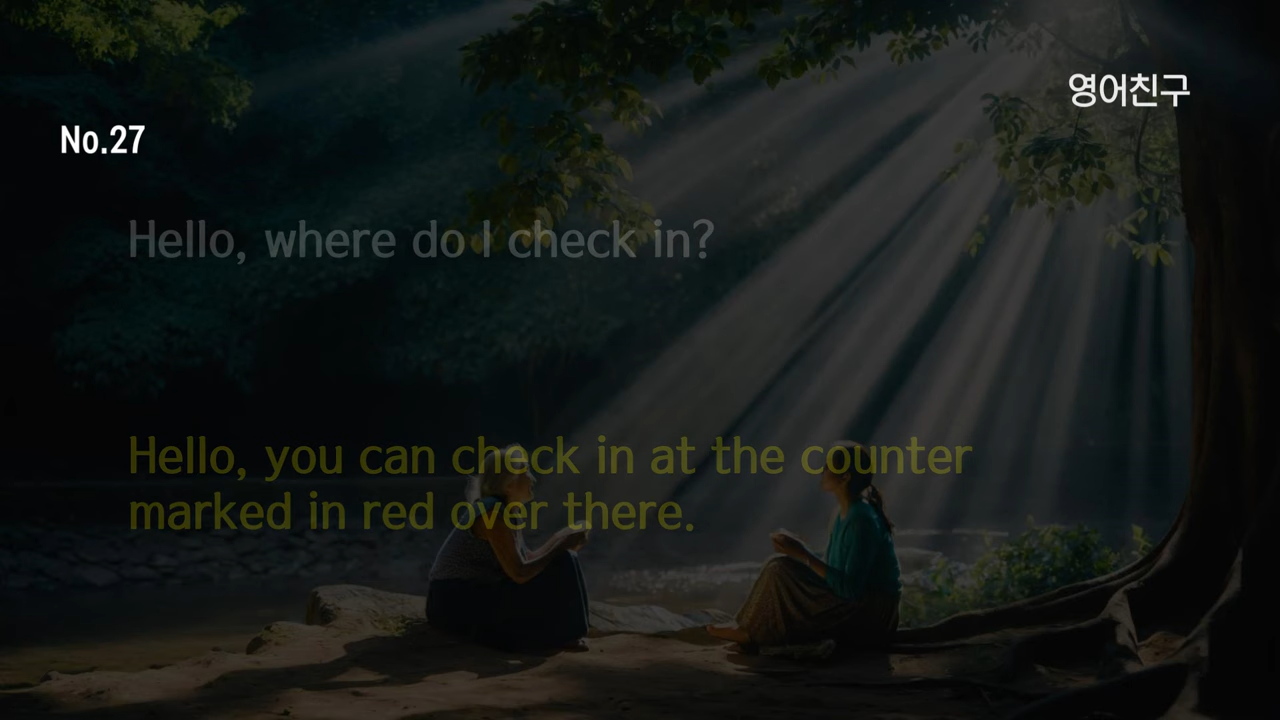 영어친구
No.27
Hello, where do I check in?
Hello, you can check in at the counter
marked in red over there.